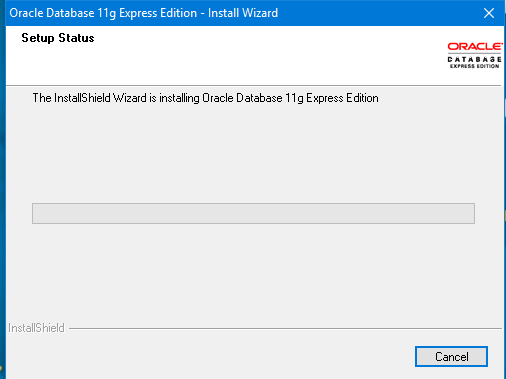 Oracle Database 11g Express Edition - Install Wizard
Setup Status
ORACLE
DATABASE
EXPRESS EDITION
The InstallShield Wizard is installing Oracle Database 11g Express Edition
InstallShield
Cancel